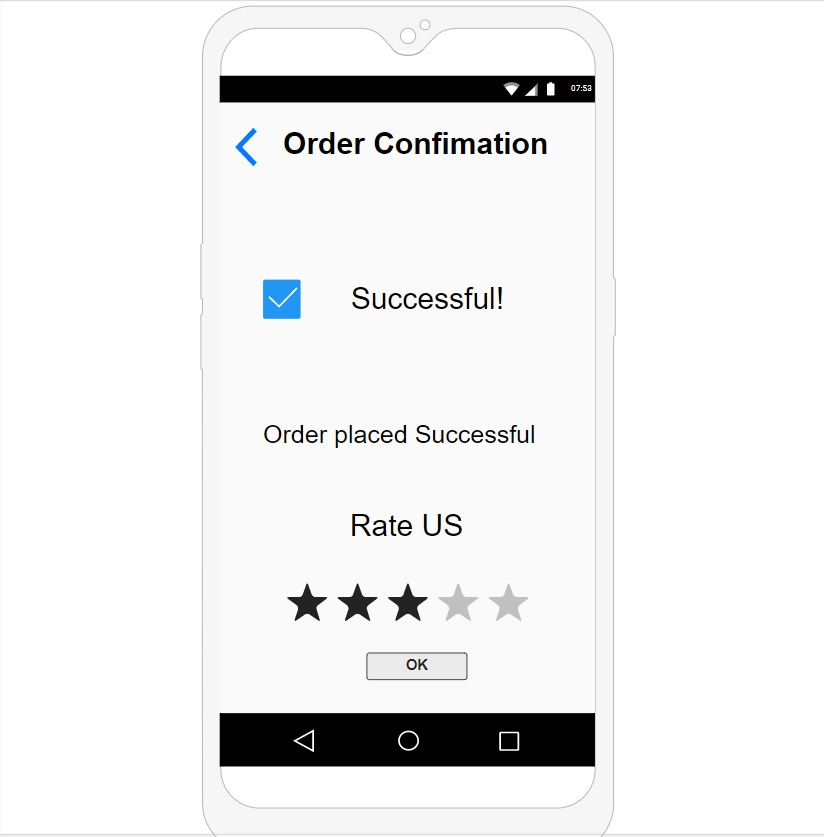 07:53
Order Confimation
Successful!
Order placed Successful
Rate US
OK